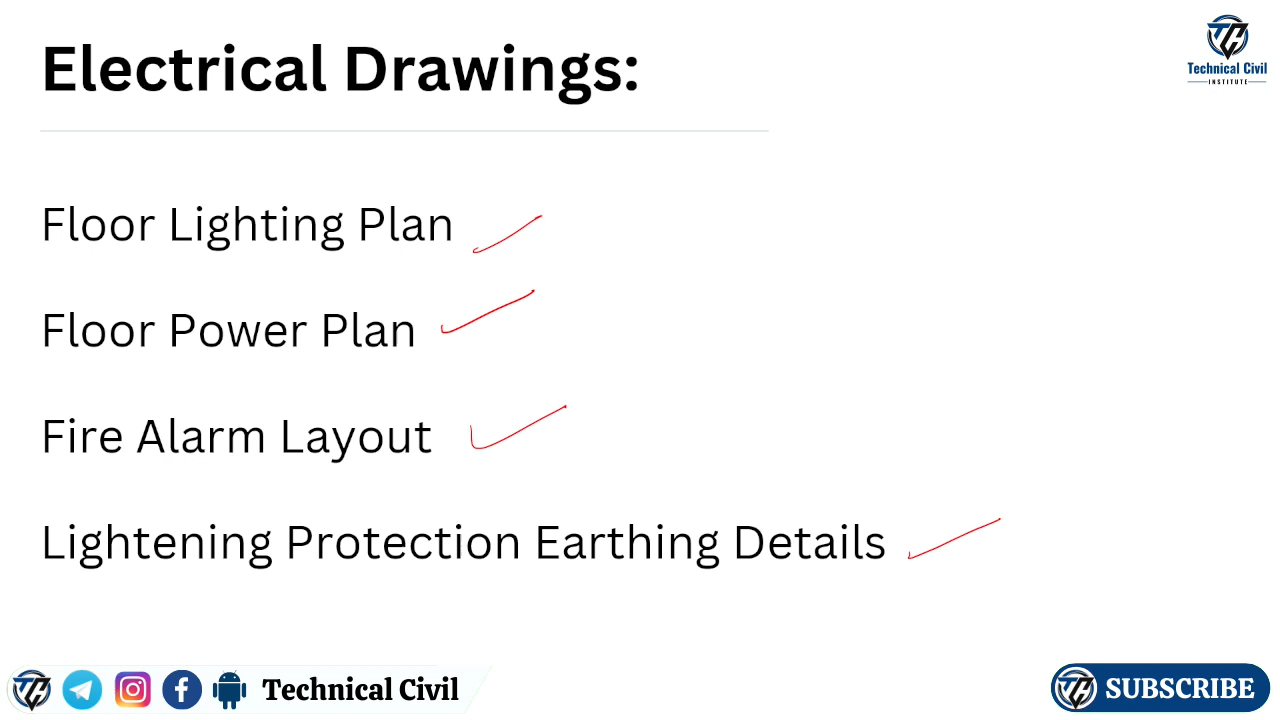 Electrical Drawings:
Technical Civil
INSTITUTE
Floor Lighting Plan
Floor Power Plan
Fire Alarm Layout
Lightening Protection Earthing Details
Technical Civil
SUBSCRIBE